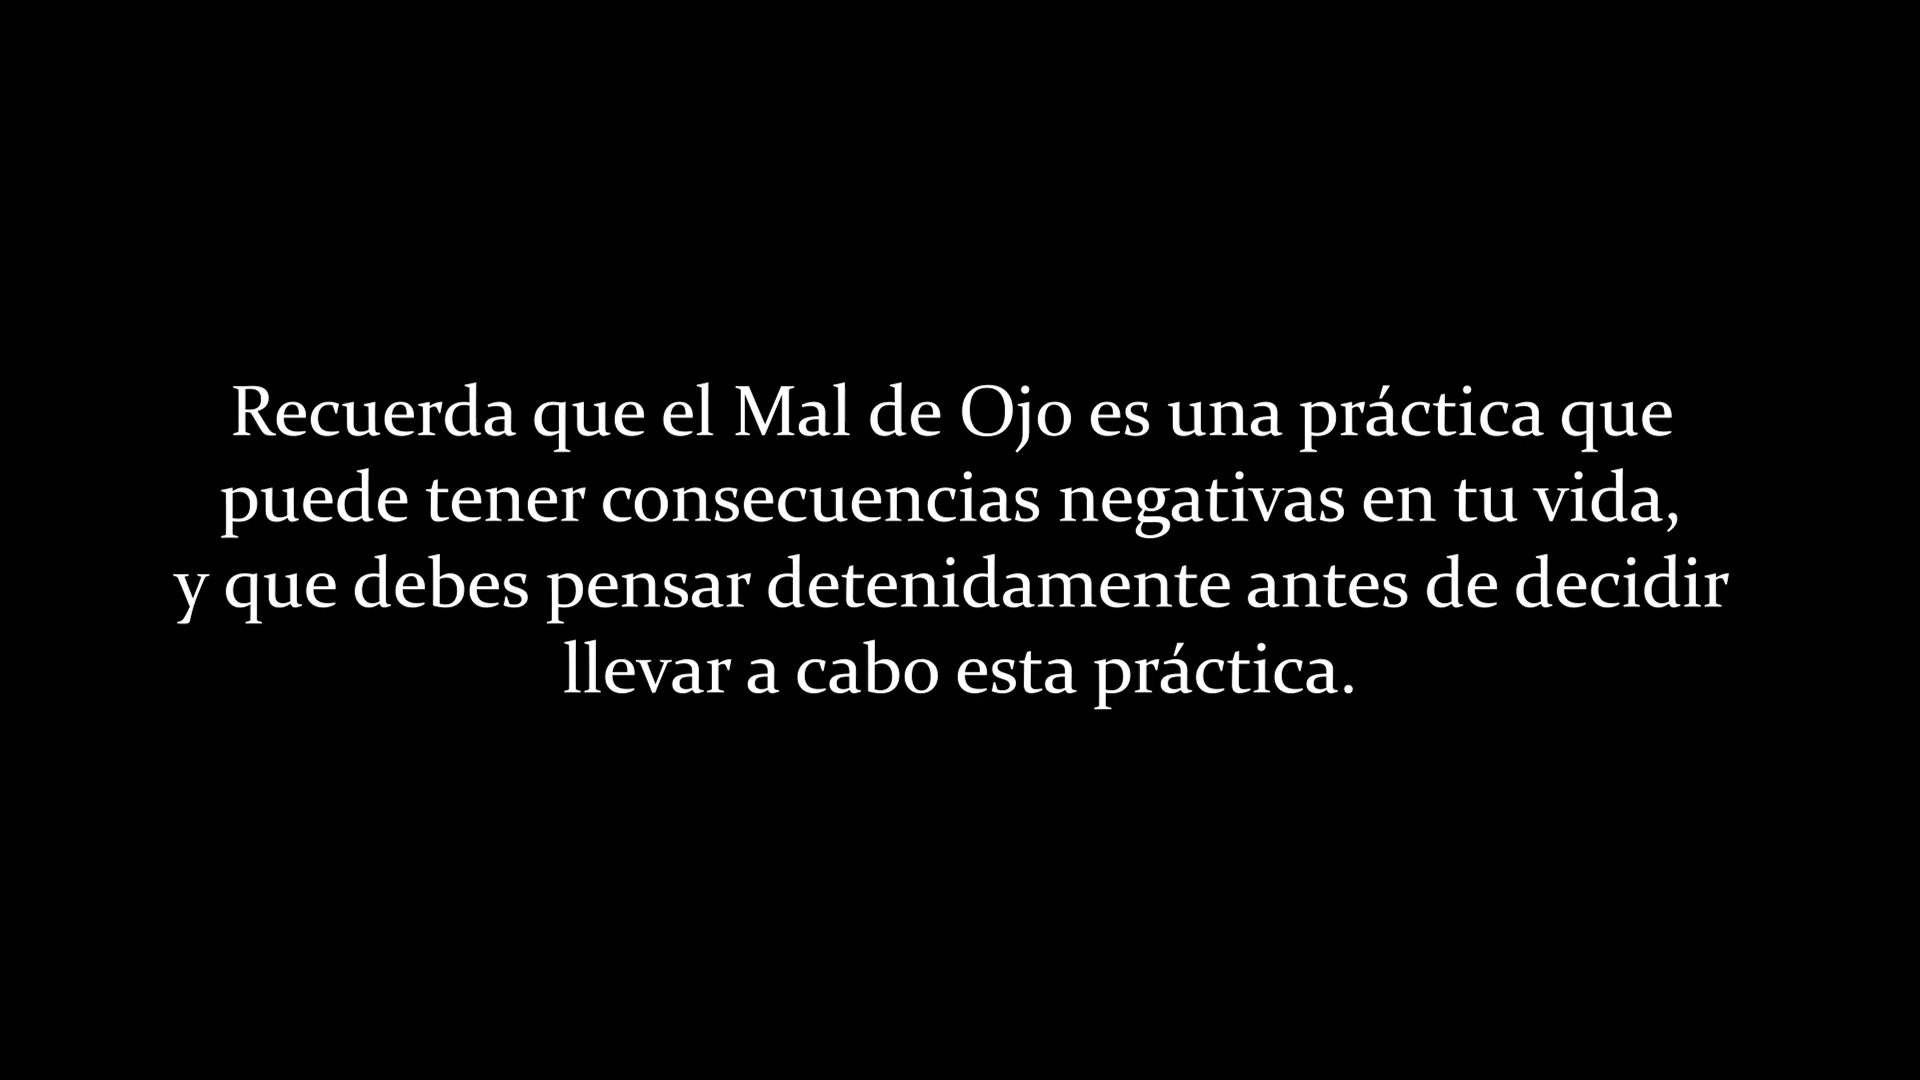 Recuerda que el Mal de Ojo es una práctica que
puede tener consecuencias negativas en tu vida,
y que debes pensar detenidamente antes de decidir
llevar a cabo esta práctica.